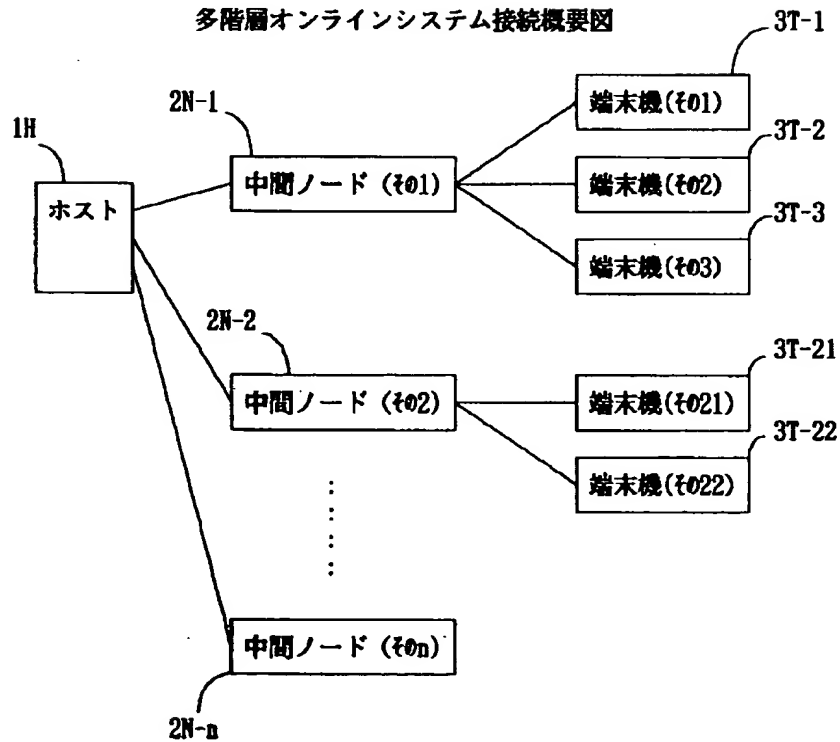 多階層オンラインシステム接続概要図
3T-1
端末機(その1)
2N-1
1H
3T-2
ホスト
中間ノード (その1)
端末機(その2)
3T-3
端末機(その3)
2N-2
3T-21
中間ノード (その2)
端末機(その21)
3T-22
端末機(その22)
中間ノード (そのn)
2N-n